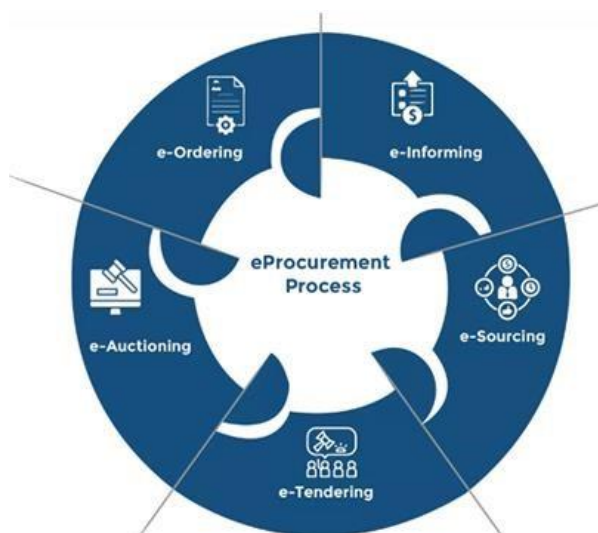 e-Ordering
e-Informing
eProcurement
Process
e-Auctioning
e-Sourcing
e-Tendering